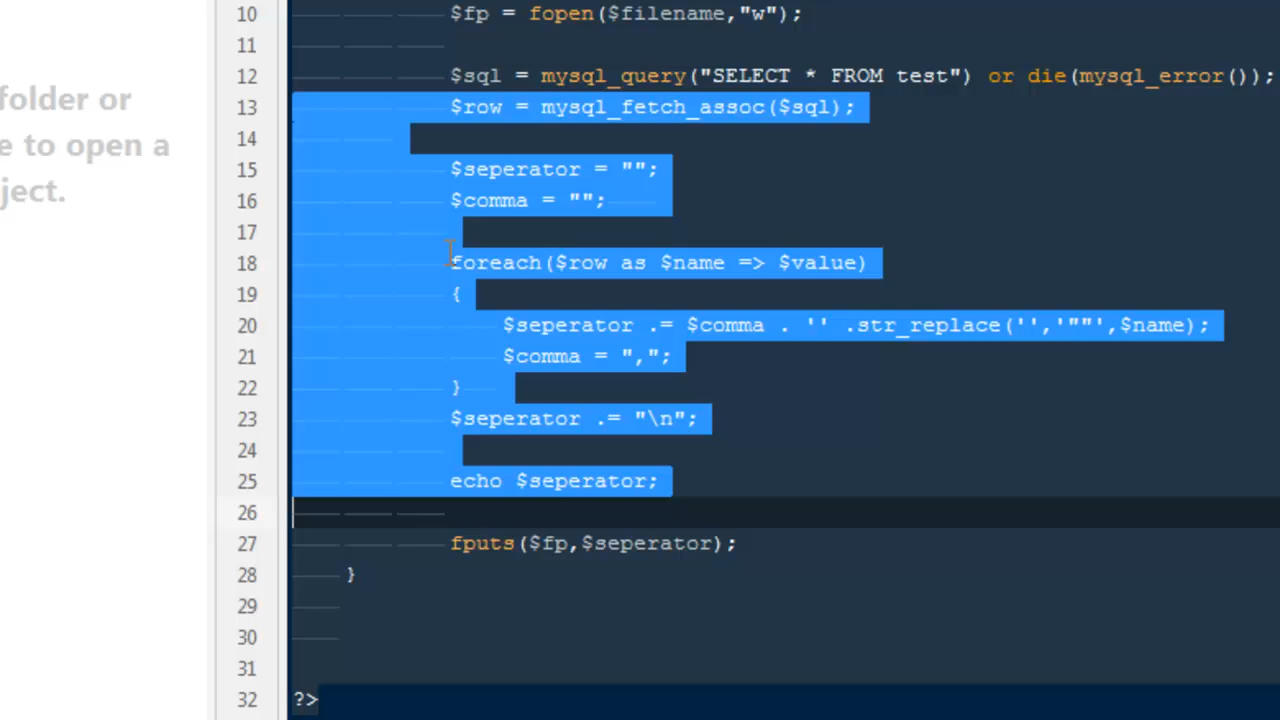 folder or
e to open a
ject.
10 $fp = fopen($filename,"w");
11
12 $sql = mysql_query("SELECT * FROM test") or die(mysql_error());
13 $row = mysql_fetch_assoc($sql);
14
15 $seperator = "";
16 $comma = "";
17
18 foreach($row as $name => $value)
19 {
20 $seperator .= $comma . '' .str_replace('','""',$name);
21 $comma = ",";
22 }
23 $seperator .= "\n";
24
25 echo $seperator;
26
27 fputs($fp,$seperator);
28 }
29
30
31
32 ?>